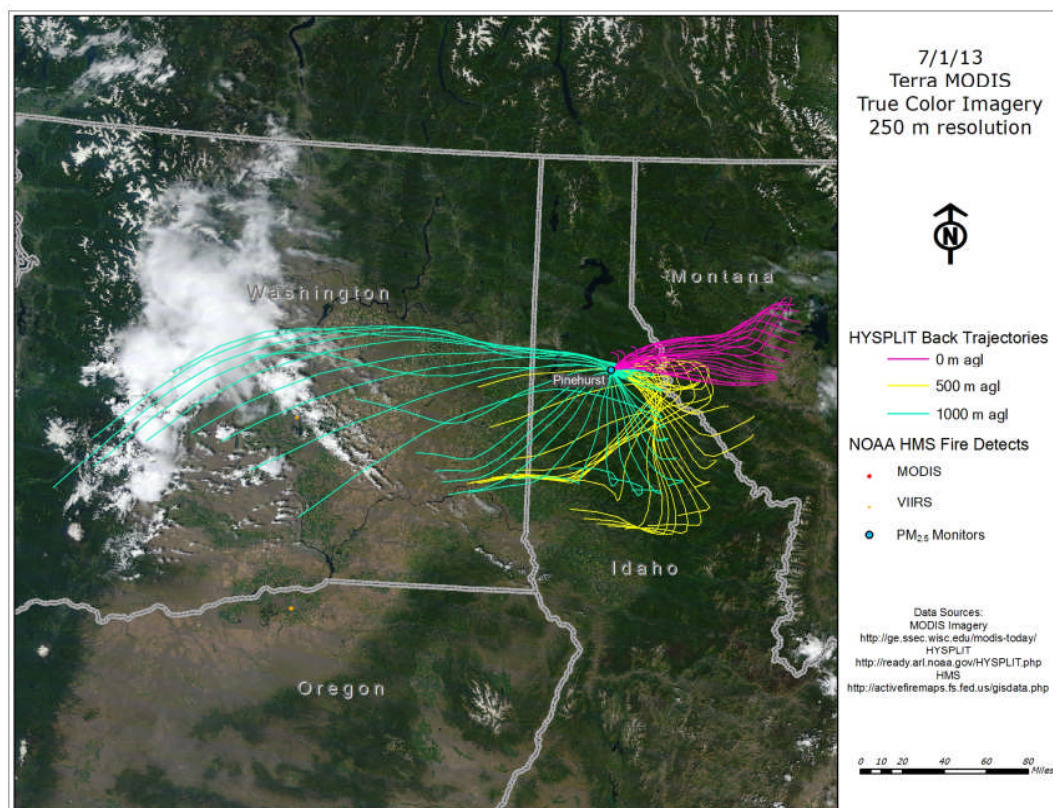 7/1/13
Terra MODIS
True Color Imagery
250 m resolution
N
Washington
Montana
Pinehurst
Idaho
Oregon
HYSPLIT Back Trajectories
0 m agl
500 m agl
1000 m agl
NOAA HMS Fire Detects
MODIS
VIIRS
PM2.5 Monitors
Data Sources:
MODIS Imagery
http://ge.ssec.wisc.edu/modis-today/
HYSPLIT
http://ready.arl.noaa.gov/HYSPLIT.php
HMS
http://activefiremaps.fs.fed.us/gisdata.php
0 10 20 40 60 80
Miles